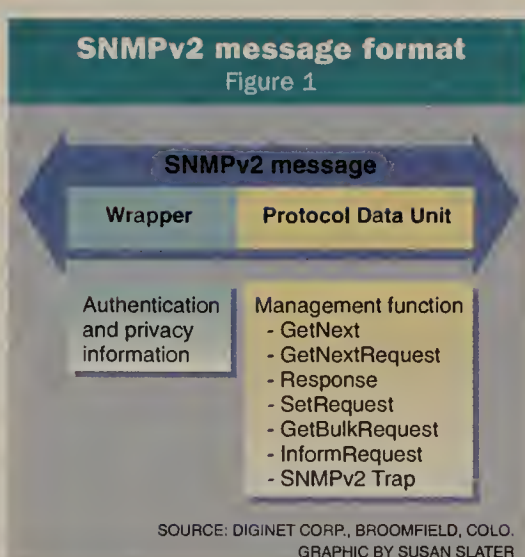 SNMPv2 message format
Figure 1
SNMPv2 message
Wrapper
Protocol Data Unit
Authentication
and privacy
information
Management function
- GetNext
- GetNextRequest
- Response
- SetRequest
- GetBulkRequest
- InformRequest
- SNMPv2 Trap
SOURCE: DIGINET CORP., BROOMFIELD, COLO.
GRAPHIC BY SUSAN SLATER